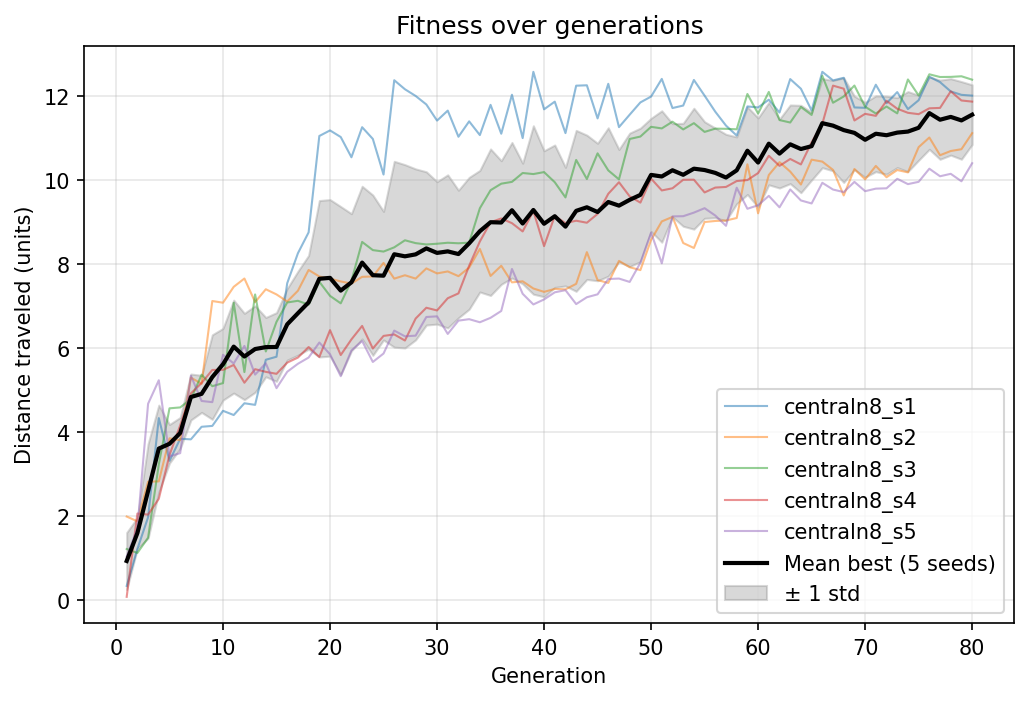 Fitness over generations
Distance traveled (units)
12
10
8
6
4
2
0
0 10 20 30 40 50 60 70 80
Generation
centraln8_s1
centraln8_s2
centraln8_s3
centraln8_s4
centraln8_s5
Mean best (5 seeds)
± 1 std